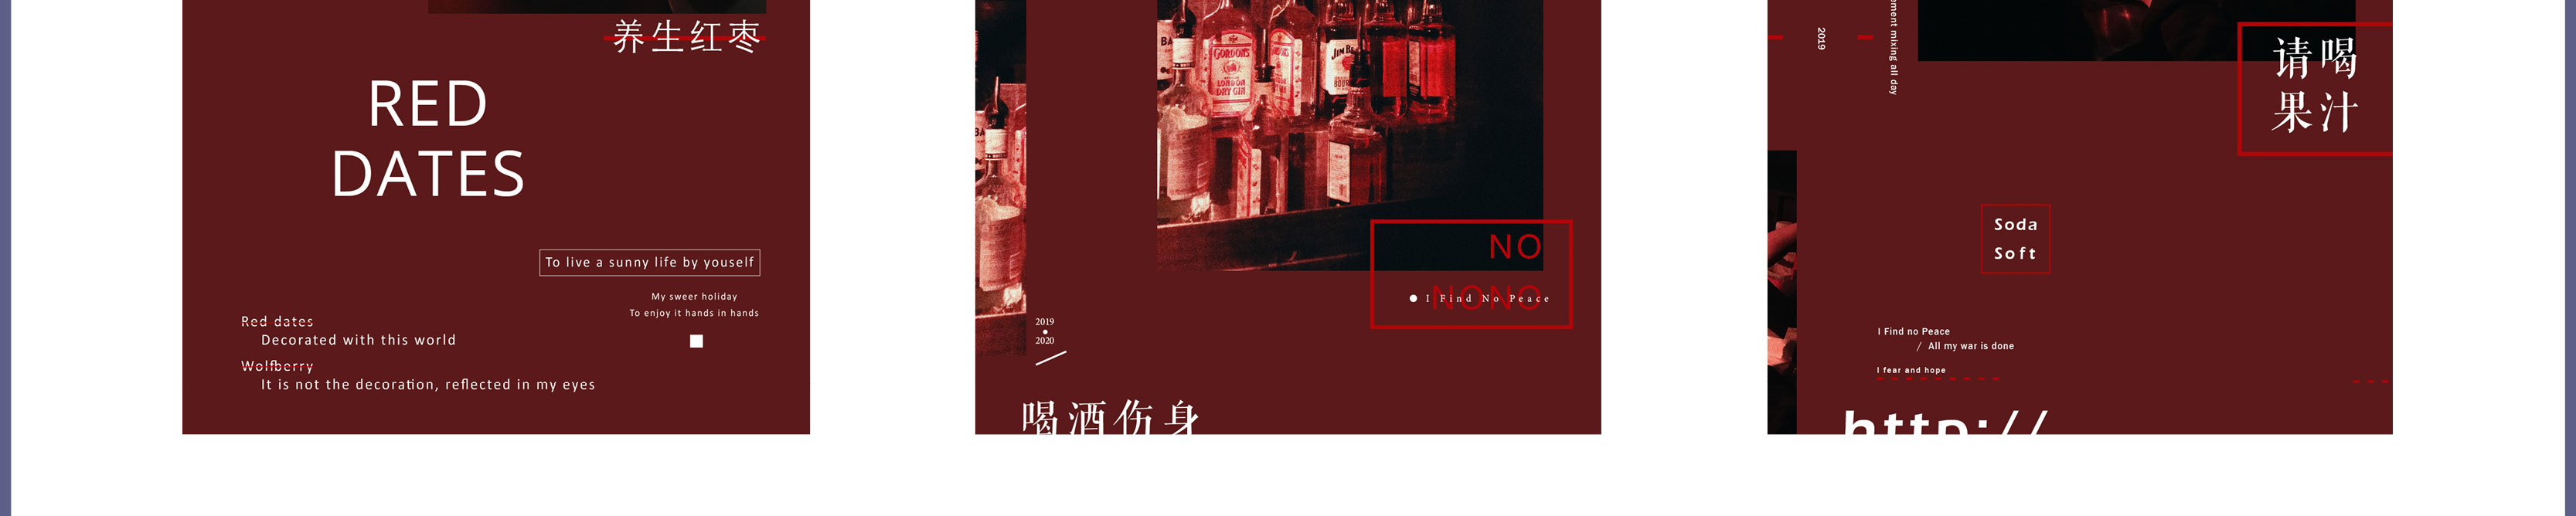 养生红枣
RED
DATES
To live a sunny life by youself
My sweer holiday
To enjoy it hands in hands
Red dates
Decorated with this world
Wolfberry
It is not the decoration, reflected in my eyes
GORDON'S
LONDON
DRY GIN
JIM BEAM
BOURBON
NO
NONO
I Find No Peace
2019
2020
喝酒伤身
2019
ement mixing all day
请喝
果汁
Soda
Soft
I Find no Peace
/ All my war is done
I fear and hope
http://